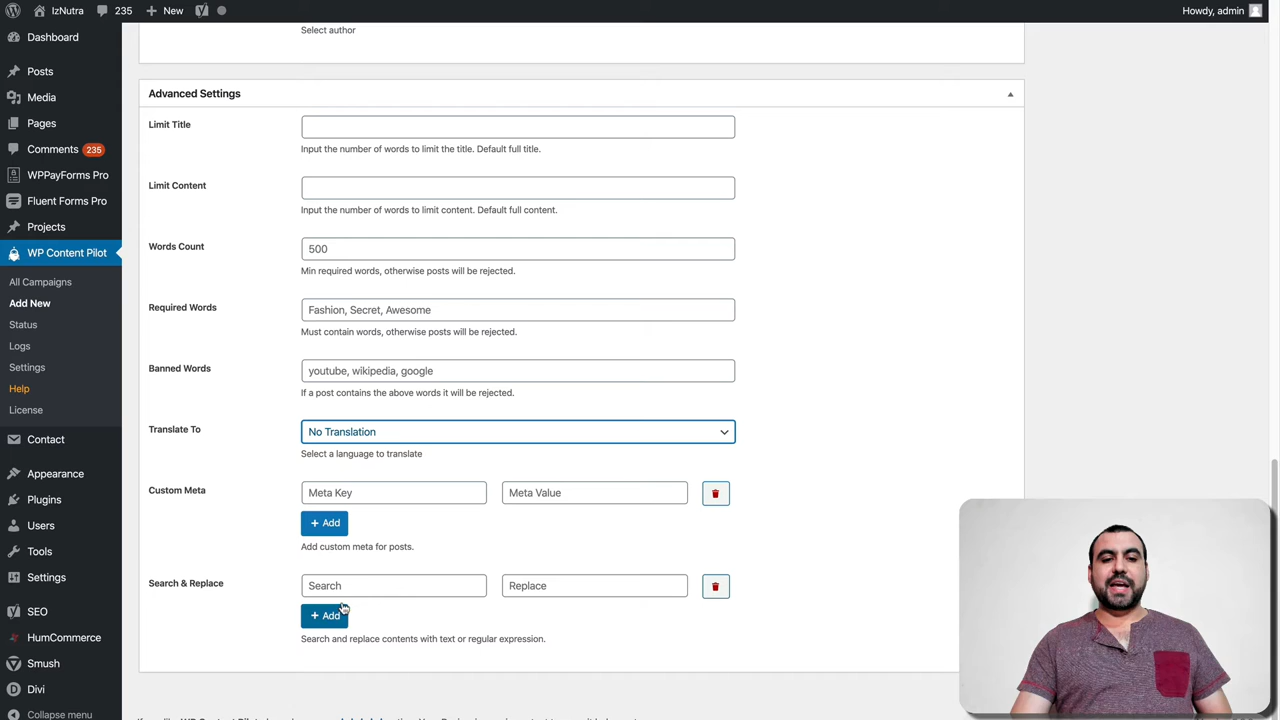 IzNutra
235
New
Howdy, admin
Dashboard
Posts
Media
Pages
Comments 235
WPPayForms Pro
Fluent Forms Pro
Projects
WP Content Pilot
All Campaigns
Add New
Status
Logs
Settings
Help
License
Contact
Appearance
Plugins
Users
Tools
Settings
SEO
HumCommerce
Smush
Divi
Collapse menu
Select author
Advanced Settings
Limit Title
Input the number of words to limit the title. Default full title.
Limit Content
Input the number of words to limit content. Default full content.
Words Count
500
Min required words, otherwise posts will be rejected.
Required Words
Fashion, Secret, Awesome
Must contain words, otherwise posts will be rejected.
Banned Words
youtube, wikipedia, google
If a post contains the above words it will be rejected.
Translate To
No Translation
Select a language to translate
Custom Meta
Meta Key
Meta Value
+ Add
Add custom meta for posts.
Search & Replace
Search
Replace
+ Add
Search and replace contents with text or regular expression.